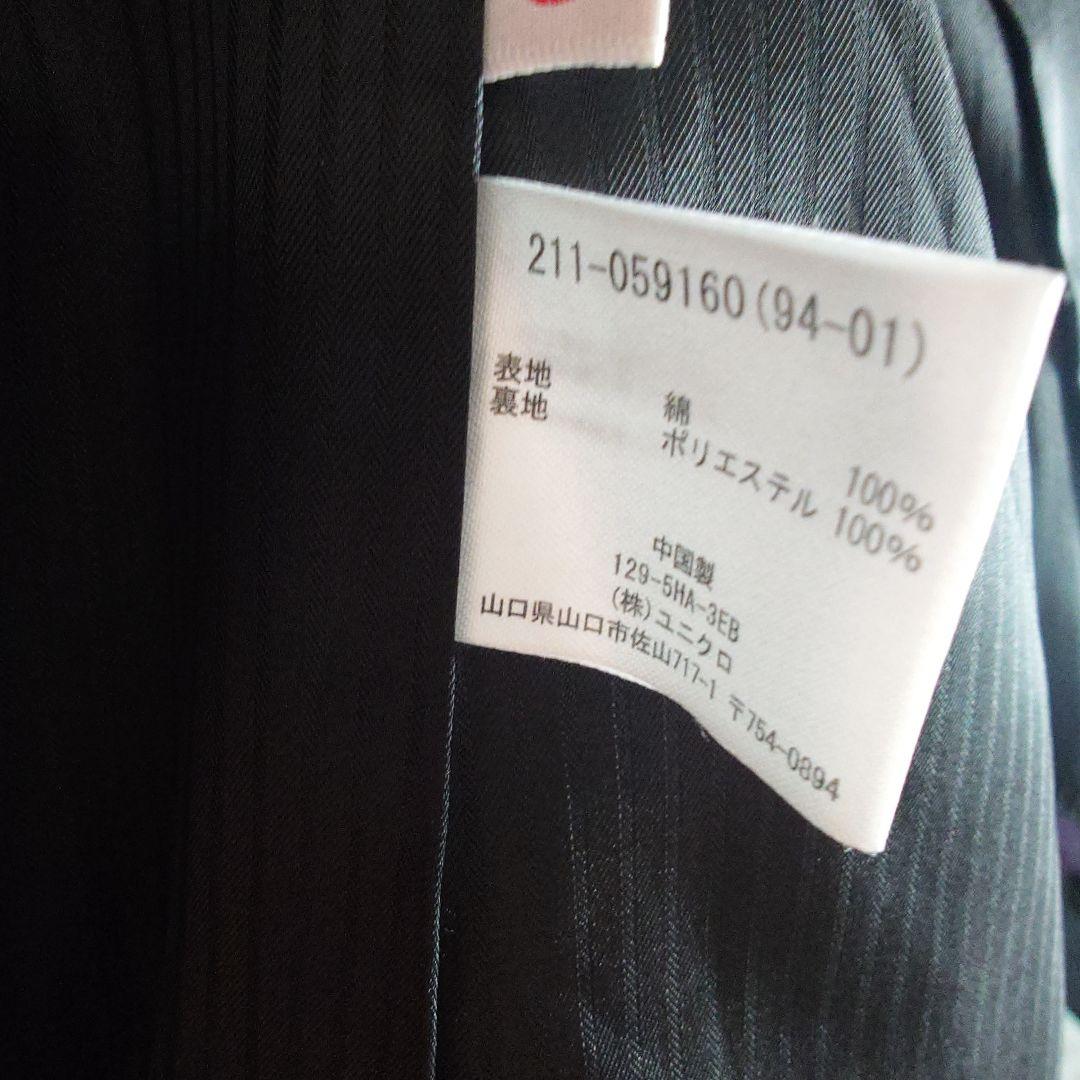 211-059160(94-01)
表地 綿 100%
裏地 ポリエステル 100%
中国製
129-5HA-3EB
(株)ユニクロ
山口県山口市佐山717-1 〒754-0894